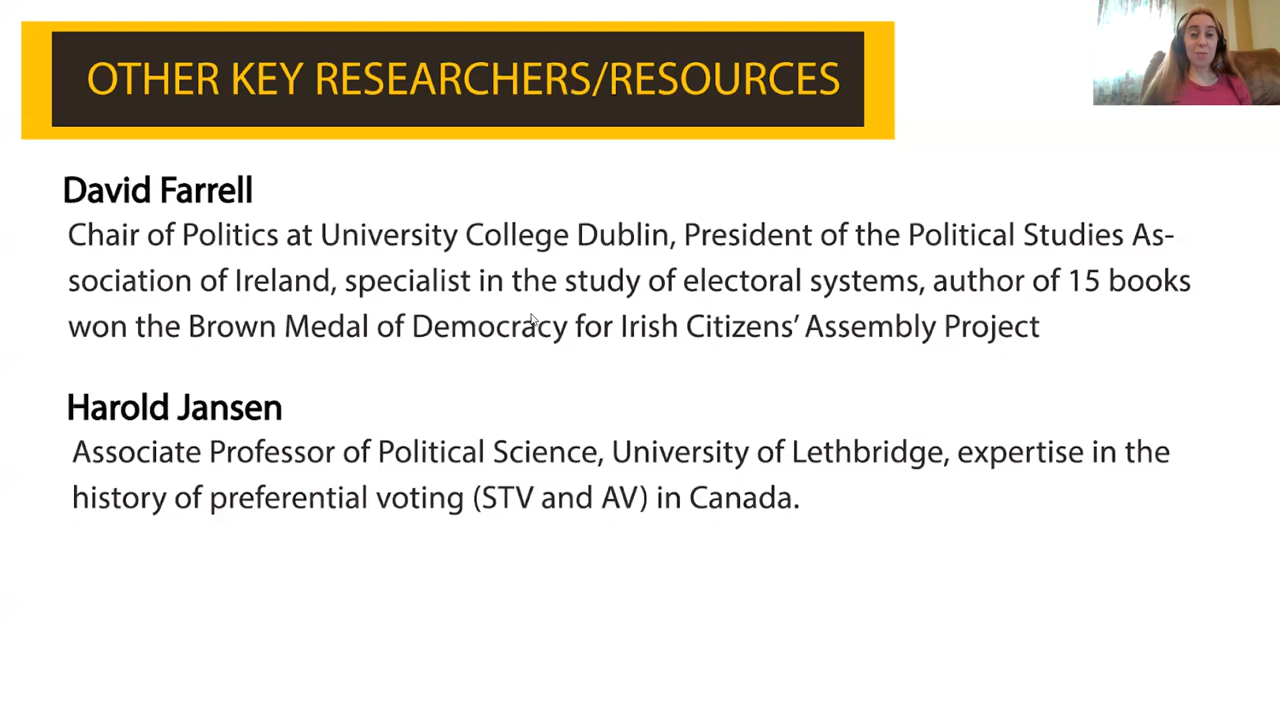 OTHER KEY RESEARCHERS/RESOURCES
David Farrell
Chair of Politics at University College Dublin, President of the Political Studies As-
sociation of Ireland, specialist in the study of electoral systems, author of 15 books
won the Brown Medal of Democracy for Irish Citizens’ Assembly Project
Harold Jansen
Associate Professor of Political Science, University of Lethbridge, expertise in the
history of preferential voting (STV and AV) in Canada.